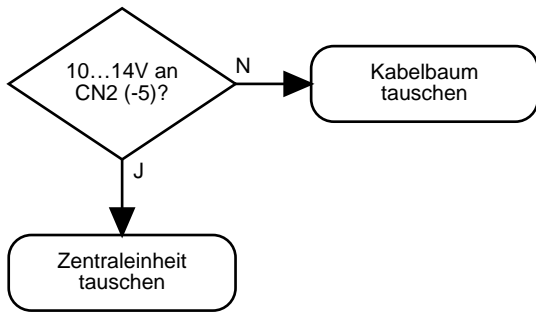 10...14V an
CN2 (-5)?
N
Kabelbaum
tauschen
J
Zentraleinheit
tauschen